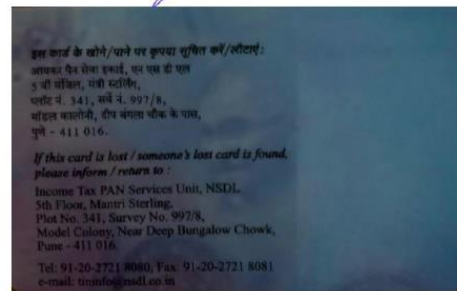 इस कार्ड के खोने/पाने पर कृपया सूचित करें/लौटाएं :
आयकर पैन सेवा इकाई, एन एस डी एल
5 वीं मंजिल, मंत्री स्टर्लिंग,
प्लॉट नं. 341, सर्वे नं. 997/8,
मॉडल कालोनी, दीप बंगला चौक के पास,
पुणे - 411 016.
If this card is lost / someone's lost card is found,
please inform / return to :
Income Tax PAN Services Unit, NSDL
5th Floor, Mantri Sterling,
Plot No. 341, Survey No. 997/8,
Model Colony, Near Deep Bungalow Chowk,
Pune - 411 016.
Tel: 91-20-2721 8080, Fax: 91-20-2721 8081
e-mail: tininfo@nsdl.co.in